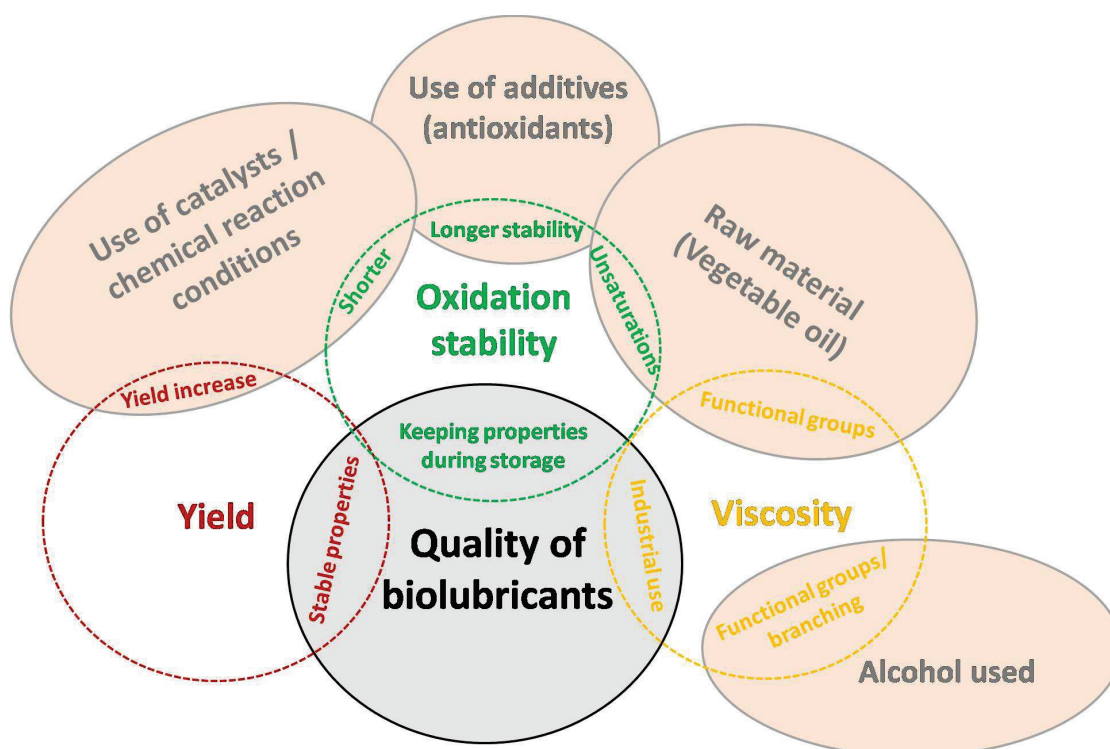 Use of additives
(antioxidants)
Use of catalysts /
chemical reaction
conditions
Raw material
(Vegetable oil)
Longer stability
Shorter
Unsaturations
Oxidation
stability
Yield increase
Functional groups
Keeping properties
during storage
Yield
Stable properties
Quality of
biolubricants
Industrial use
Viscosity
Functional groups/
branching
Alcohol used